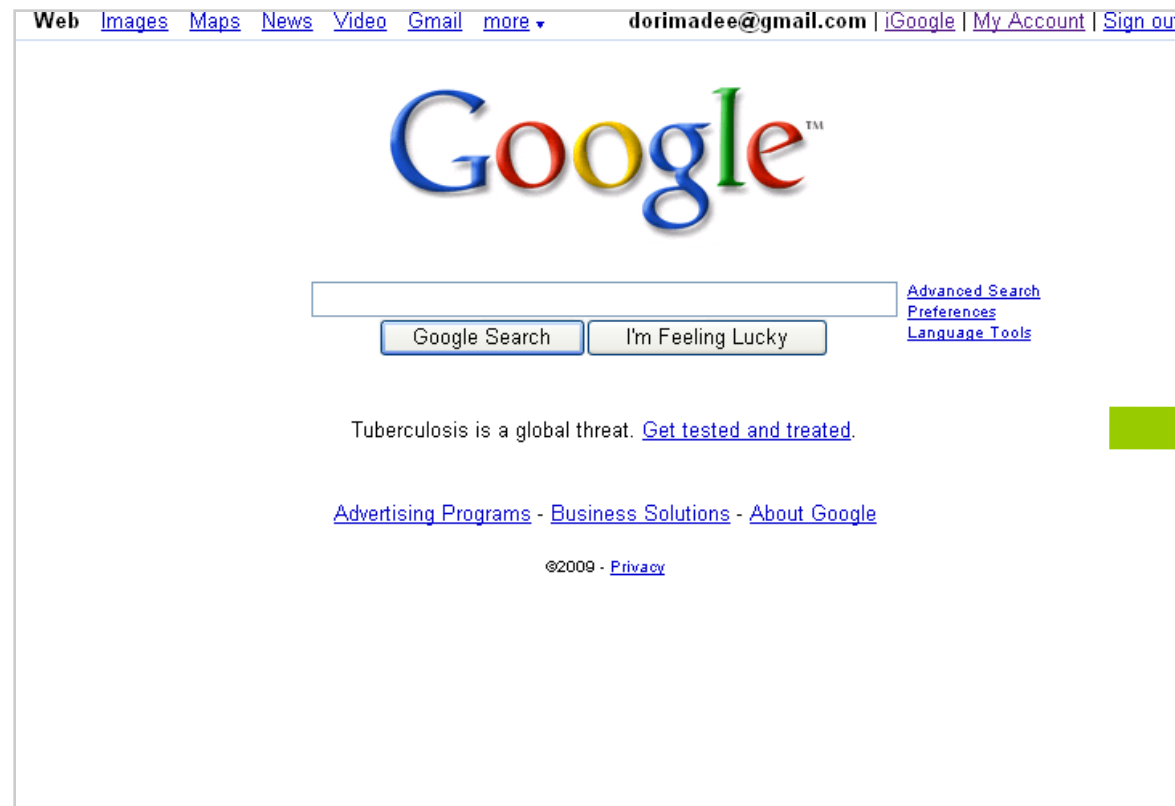 Web Images Maps News Video Gmail more ▾ dorimadee@gmail.com | iGoogle | My Account | Sign out
Google™
Advanced Search
Preferences
Google Search I'm Feeling Lucky Language Tools
Tuberculosis is a global threat. Get tested and treated.
Advertising Programs - Business Solutions - About Google
©2009 - Privacy